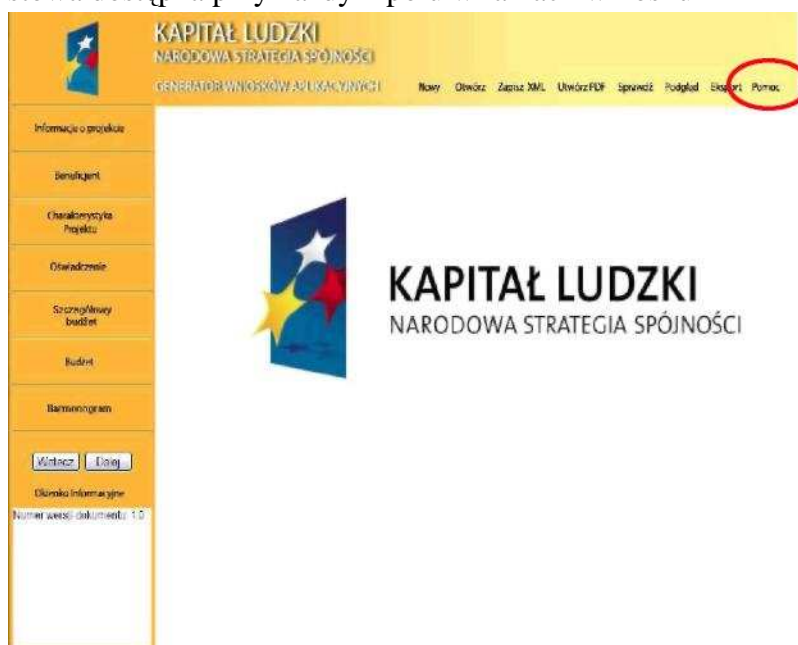 KAPITAŁ LUDZKI
NARODOWA STRATEGIA SPÓJNOŚCI
GENERATOR WNIOSKÓW APLIKACYJNYCH
Nowy Otwórz Zapisz XML Utwórz PDF Sprawdź Podgląd Eksport Pomoc
Informacje o projekcie
Beneficjent
Charakterystyka
Projektu
Oświadczenie
Szczegółowy
budżet
Budżet
Harmonogram
Wstecz Dalej
Okienko Informacyjne
Numer wersji dokumentu: 1.0
KAPITAŁ LUDZKI
NARODOWA STRATEGIA SPÓJNOŚCI